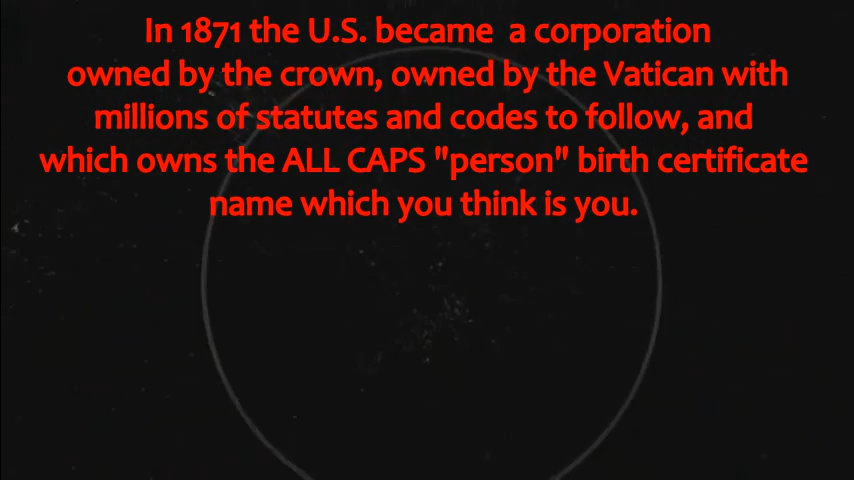 In 1871 the U.S. became  a corporation
owned by the crown, owned by the Vatican with
millions of statutes and codes to follow, and
which owns the ALL CAPS "person" birth certificate
name which you think is you.